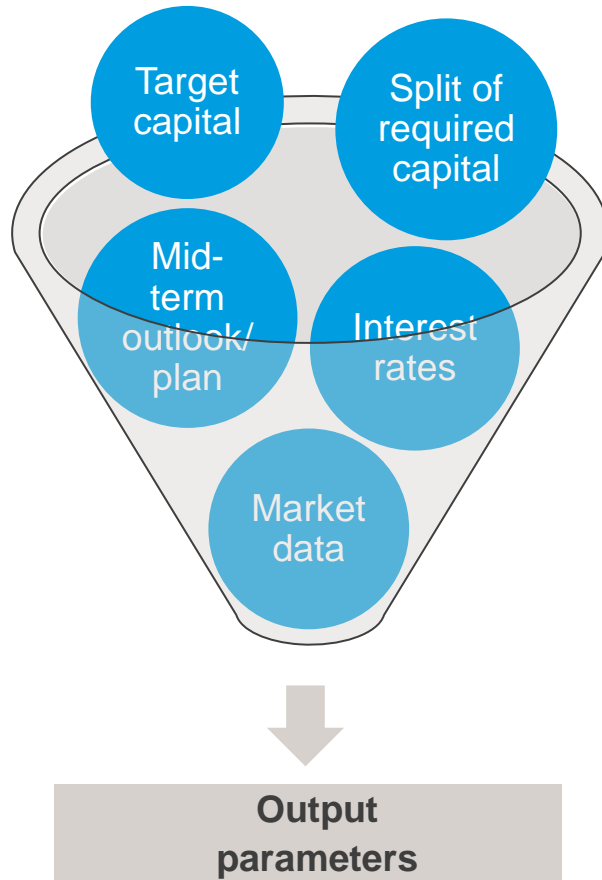 Target
capital
Split of
required
capital
Mid-
term
outlook/
plan
Interest
rates
Market
data
Output
parameters